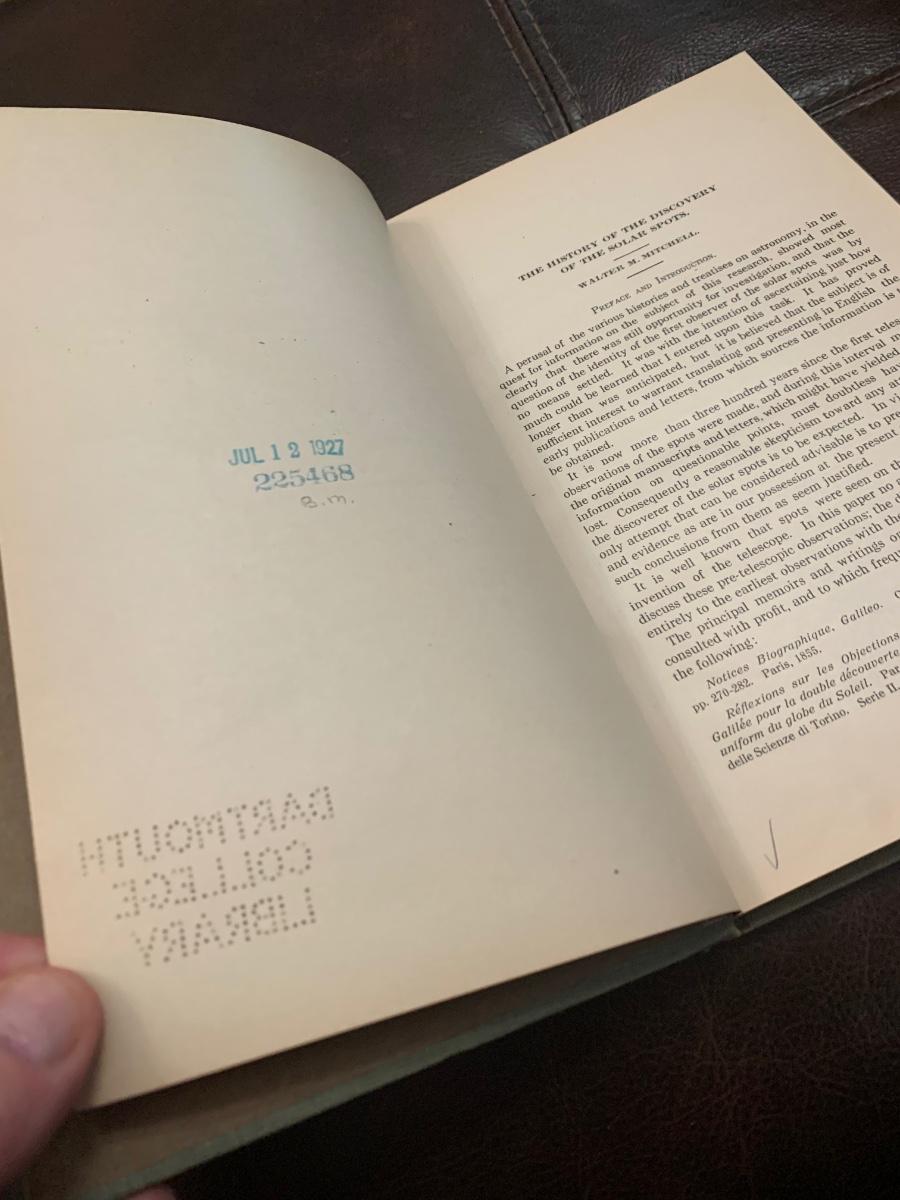 JUL 12 1927
225468
B.M.
DARTMOUTH
COLLEGE
LIBRARY
THE HISTORY OF THE DISCOVERY
OF THE SOLAR SPOTS.
WALTER M. MITCHELL.
PREFACE AND INTRODUCTION.
A perusal of the various histories and treatises on astronomy, in the
quest for information on the subject of this research, showed most
clearly that there was still opportunity for investigation, and that the
question of the identity of the first observer of the solar spots was by
no means settled. It was with the intention of ascertaining just how
much could be learned that I entered upon this task. It has proved
longer than was anticipated, but it is believed that the subject is of
sufficient interest to warrant translating and presenting in English the
early publications and letters, from which sources the information is
be obtained.
It is now more than three hundred years since the first
observations of the spots were made, and during this interval
the original manuscripts and letters, which might have yielded
information on questionable points, must doubtless
lost. Consequently a reasonable skepticism toward any
the discoverer of the solar spots is to be expected. In
only attempt that can be considered advisable is to
and evidence as are in our possession at the present
such conclusions from them as seem justified.
It is well known that spots were seen on
invention of the telescope. In this paper no
discuss these pre-telescopic observations; the
entirely to the earliest observations with
The principal memoirs and writings
consulted with profit, and to which
the following:
Notices Biographique, Galileo.
pp. 270-282. Paris, 1855.
Réflexions sur les Objections
Galilée pour la double découverte
uniform du globe du Soleil.
delle Scienze di Torino. Serie II.